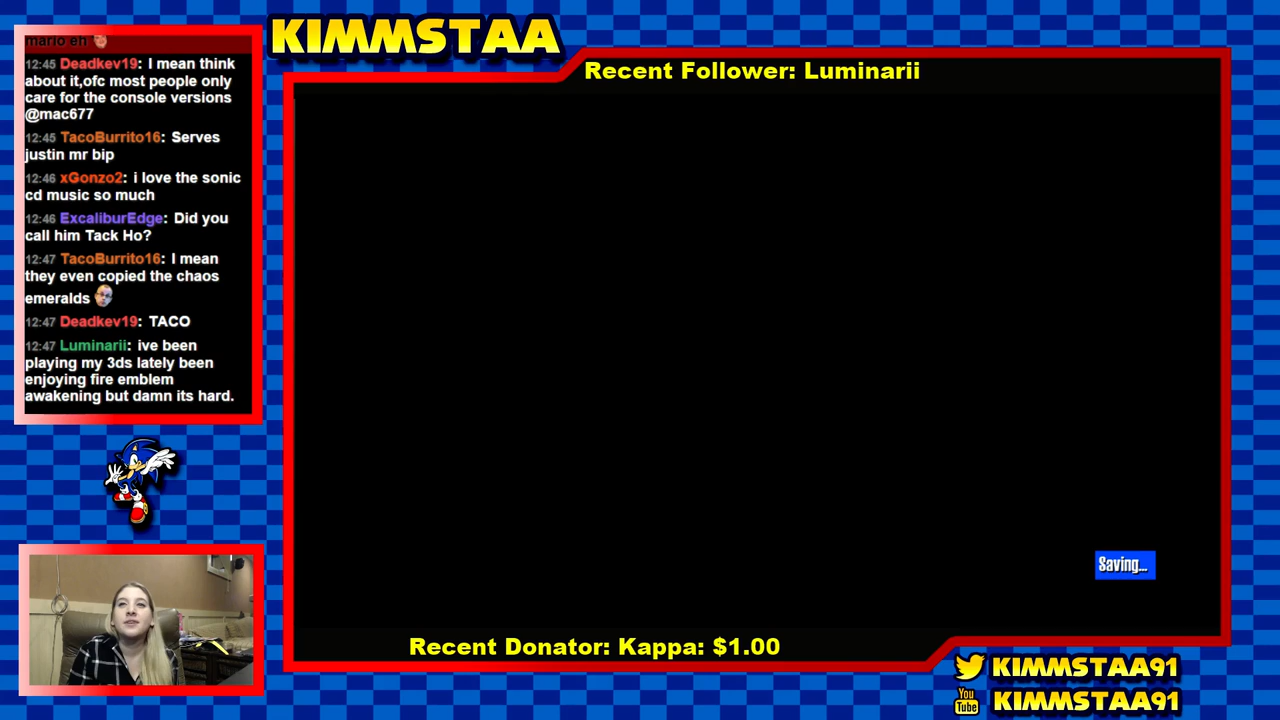 KIMMSTAA
Recent Follower: Luminarii
mario eh
12:45 Deadkev19: I mean think
about it,ofc most people only
care for the console versions
@mac677
12:45 TacoBurrito16: Serves
justin mr bip
12:46 xGonzo2: i love the sonic
cd music so much
12:46 ExcaliburEdge: Did you
call him Tack Ho?
12:47 TacoBurrito16: I mean
they even copied the chaos
emeralds
12:47 Deadkev19: TACO
12:47 Luminarii: ive been
playing my 3ds lately been
enjoying fire emblem
awakening but damn its hard.
Saving...
Recent Donator: Kappa: $1.00
KIMMSTAA91
You
Tube
KIMMSTAA91